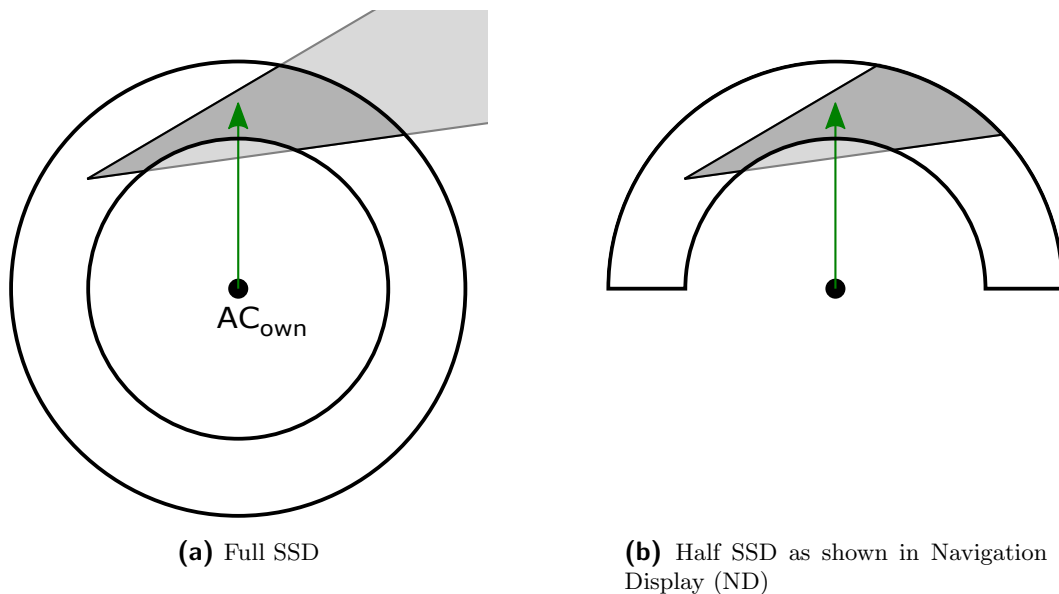 AC_own
(a) Full SSD
(b) Half SSD as shown in Navigation
Display (ND)